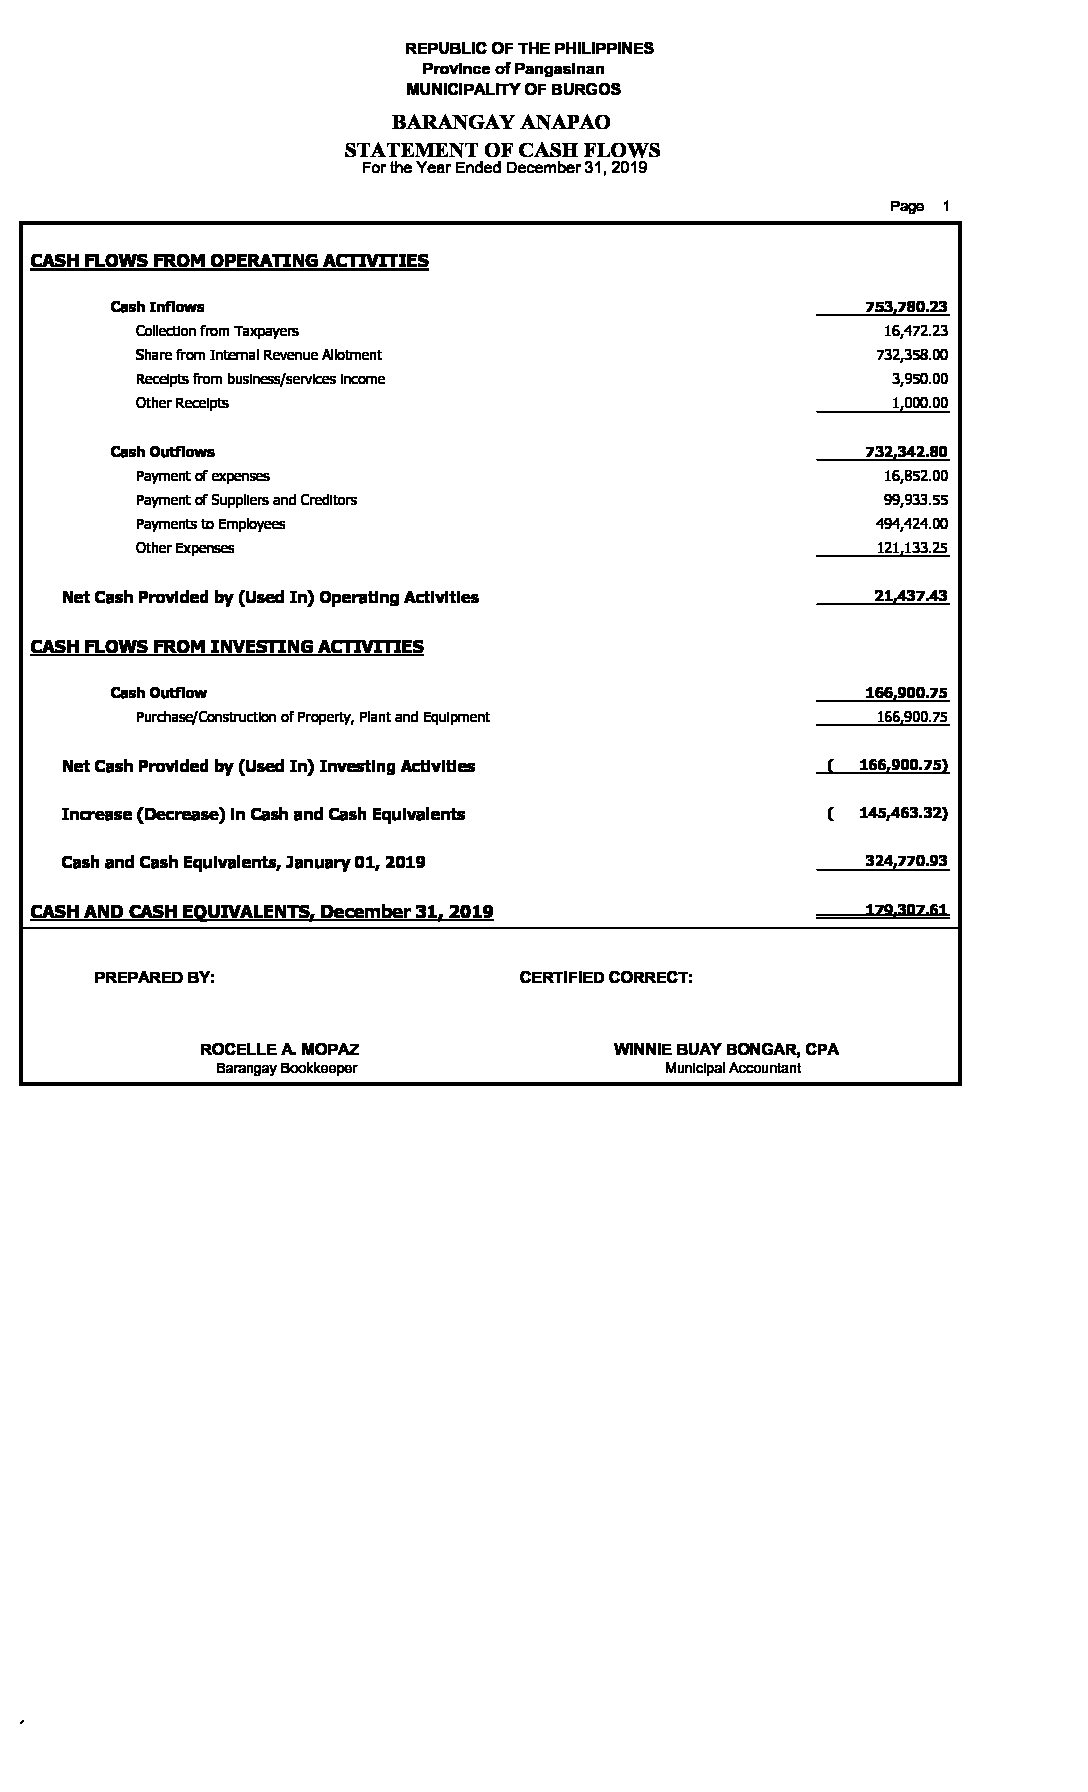 REPUBLIC OF THE PHILIPPINES
Province of Pangasinan
MUNICIPALITY OF BURGOS
BARANGAY ANAPAO
STATEMENT OF CASH FLOWS
For the Year Ended December 31, 2019
Page 1
CASH FLOWS FROM OPERATING ACTIVITIES
Cash Inflows 753,780.23
Collection from Taxpayers 16,472.23
Share from Internal Revenue Allotment 732,358.00
Receipts from business/services income 3,950.00
Other Receipts 1,000.00
Cash Outflows 732,342.80
Payment of expenses 16,852.00
Payment of Suppliers and Creditors 99,933.55
Payments to Employees 494,424.00
Other Expenses 121,133.25
Net Cash Provided by (Used In) Operating Activities 21,437.43
CASH FLOWS FROM INVESTING ACTIVITIES
Cash Outflow 166,900.75
Purchase/Construction of Property, Plant and Equipment 166,900.75
Net Cash Provided by (Used In) Investing Activities ( 166,900.75)
Increase (Decrease) in Cash and Cash Equivalents ( 145,463.32)
Cash and Cash Equivalents, January 01, 2019 324,770.93
CASH AND CASH EQUIVALENTS, December 31, 2019 179,307.61
PREPARED BY: CERTIFIED CORRECT:
ROCELLE A. MOPAZ WINNIE BUAY BONGAR, CPA
Barangay Bookkeeper Municipal Accountant